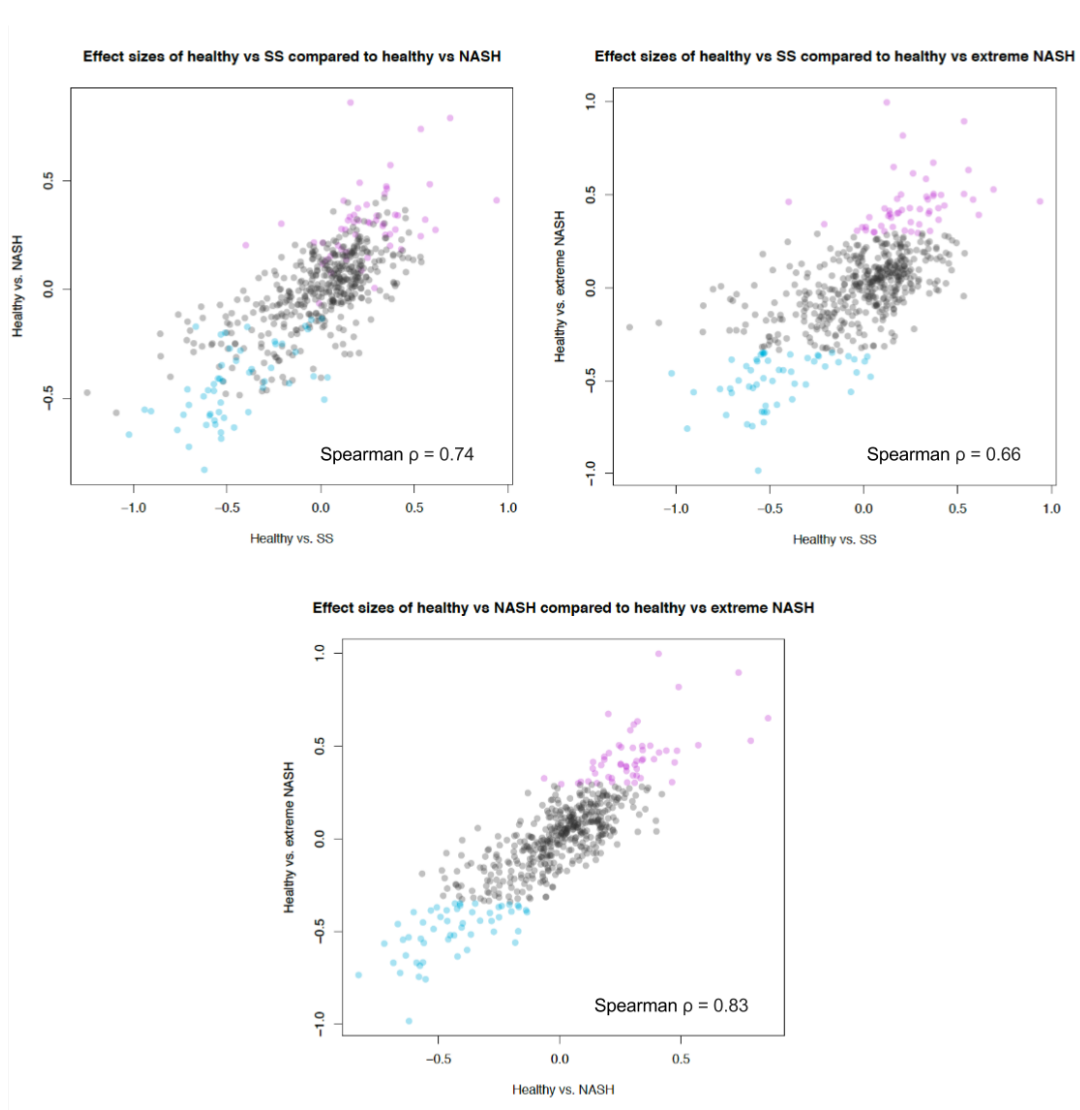 Effect sizes of healthy vs SS compared to healthy vs NASH
Healthy vs. NASH
0.5
0.0
−0.5
Spearman ρ = 0.74
−1.0 −0.5 0.0 0.5 1.0
Healthy vs. SS
Effect sizes of healthy vs SS compared to healthy vs extreme NASH
Healthy vs. extreme NASH
1.0
0.5
0.0
−0.5
−1.0
Spearman ρ = 0.66
−1.0 −0.5 0.0 0.5 1.0
Healthy vs. SS
Effect sizes of healthy vs NASH compared to healthy vs extreme NASH
Healthy vs. extreme NASH
1.0
0.5
0.0
−0.5
−1.0
Spearman ρ = 0.83
−0.5 0.0 0.5
Healthy vs. NASH